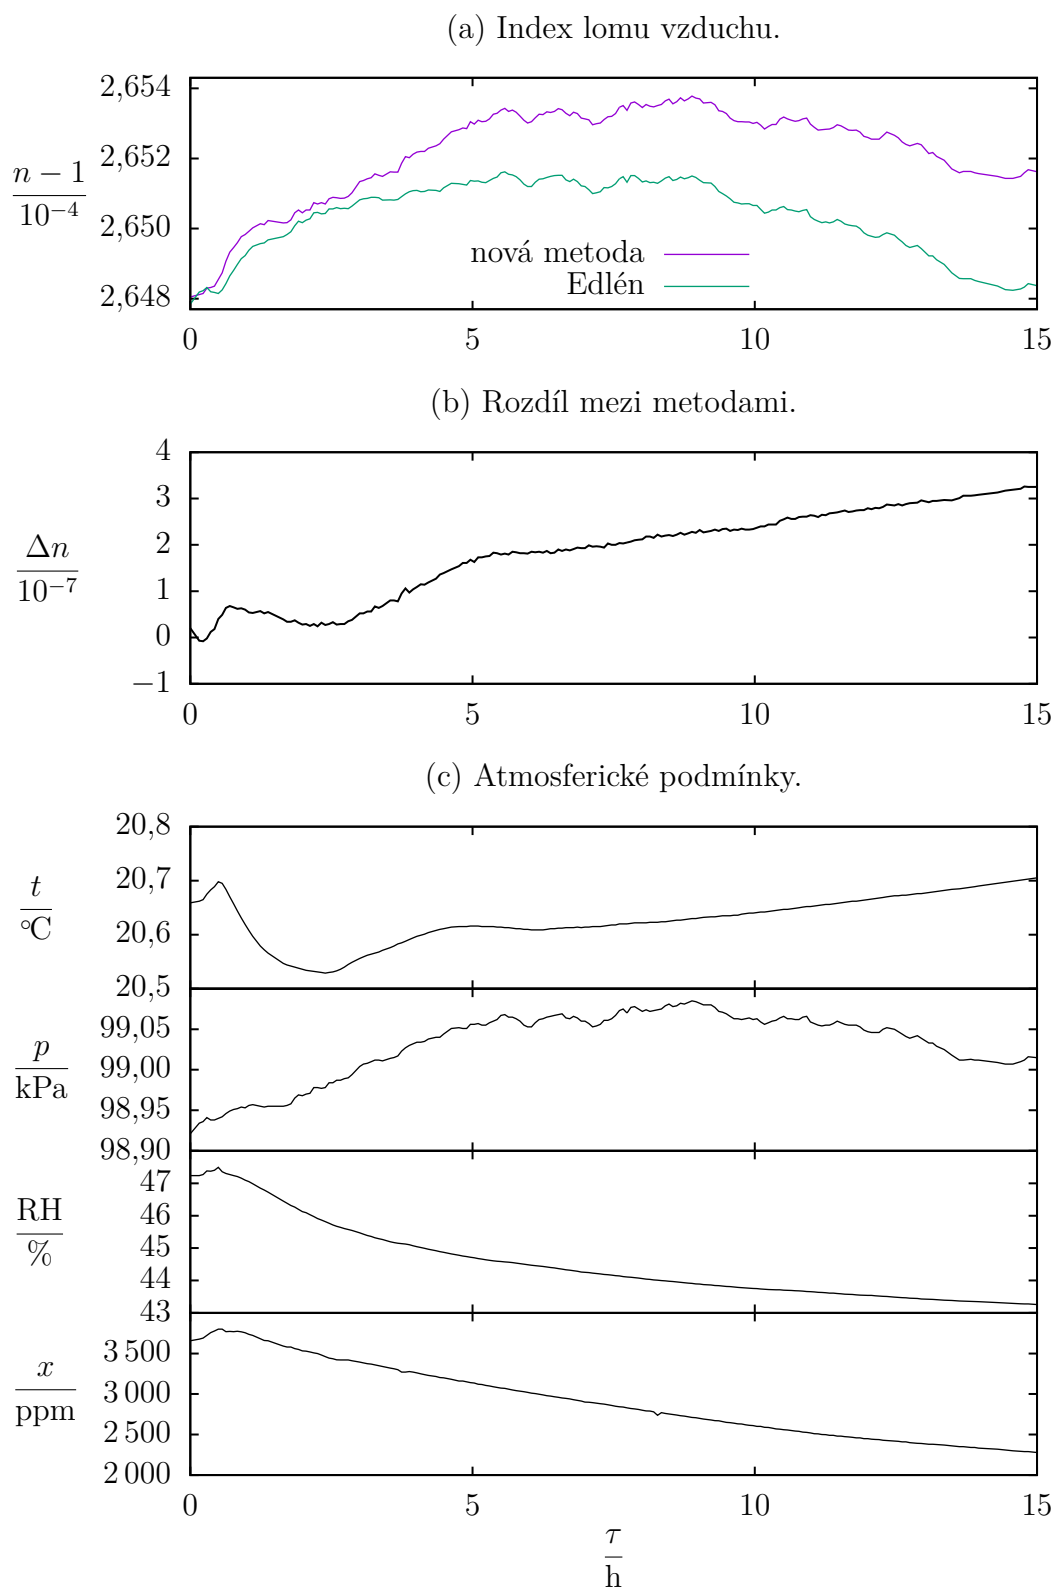 (a) Index lomu vzduchu.
2,654
2,652
2,650
2,648
n − 1
10⁻⁴
nová metoda
Edlén
0 5 10 15
(b) Rozdíl mezi metodami.
4
3
2
1
0
−1
Δn
10⁻⁷
0 5 10 15
(c) Atmosferické podmínky.
20,8
20,7
20,6
20,5
t
°C
99,05
99,00
98,95
98,90
p
kPa
47
46
45
44
43
RH
%
3 500
3 000
2 500
2 000
x
ppm
0 5 10 15
τ
h